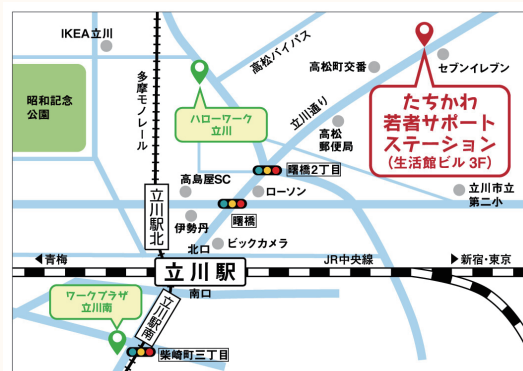 IKEA立川
高松バイパス
高松町交番
セブンイレブン
多摩モノレール
昭和記念
公園
ハローワーク
立川
立川通り
高松
郵便局
たちかわ
若者サポート
ステーション
(生活館ビル 3F)
曙橋2丁目
高島屋SC
ローソン
立川市立
第二小
立川駅北
伊勢丹
曙橋
北口
ビックカメラ
青梅
立川駅
JR中央線
新宿・東京
南口
ワークプラザ
立川南
立川駅南
柴崎町三丁目